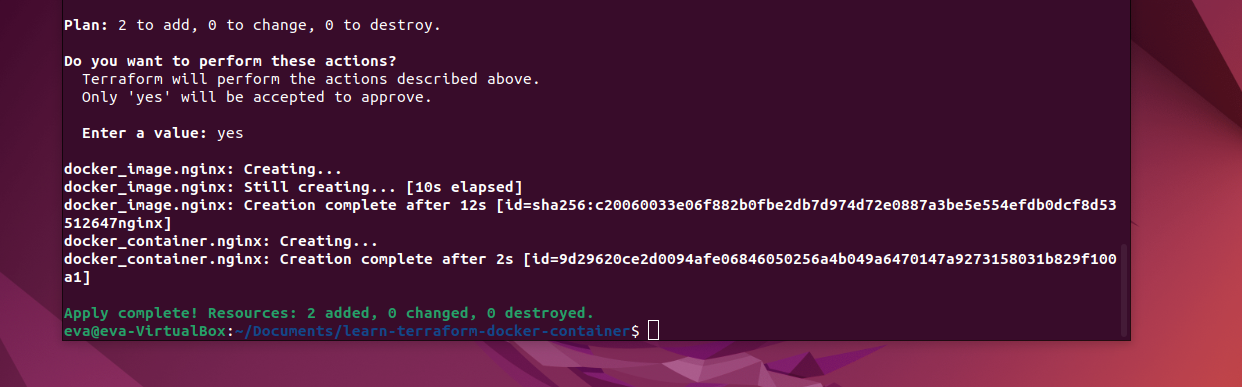 Plan: 2 to add, 0 to change, 0 to destroy.
Do you want to perform these actions?
Terraform will perform the actions described above.
Only 'yes' will be accepted to approve.
Enter a value: yes
docker_image.nginx: Creating...
docker_image.nginx: Still creating... [10s elapsed]
docker_image.nginx: Creation complete after 12s [id=sha256:c20060033e06f882b0fbe2db7d974d72e0887a3be5e554efdb0dcf8d53
512647nginx]
docker_container.nginx: Creating...
docker_container.nginx: Creation complete after 2s [id=9d29620ce2d0094afe06846050256a4b049a6470147a9273158031b829f100
a1]
Apply complete! Resources: 2 added, 0 changed, 0 destroyed.
eva@eva-VirtualBox:~/Documents/learn-terraform-docker-container$